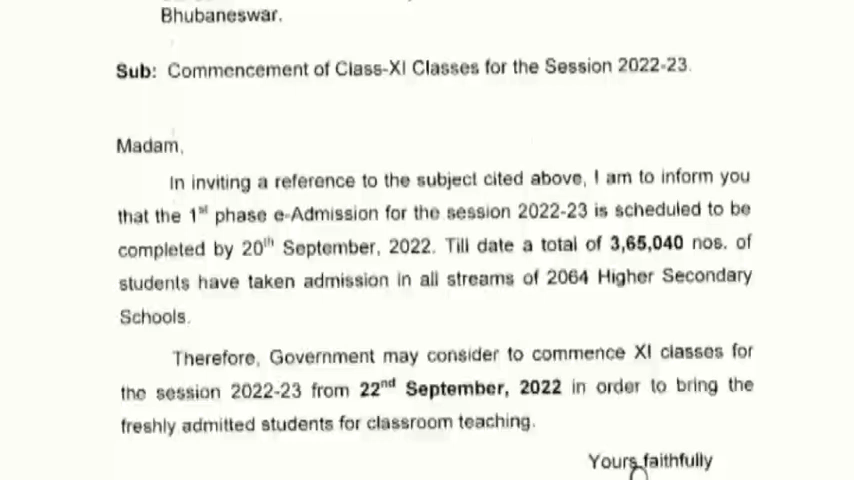 Bhubaneswar.
Sub: Commencement of Class-XI Classes for the Session 2022-23.
Madam,
In inviting a reference to the subject cited above, I am to inform you
that the 1st phase e-Admission for the session 2022-23 is scheduled to be
completed by 20th September, 2022. Till date a total of 3,65,040 nos. of
students have taken admission in all streams of 2064 Higher Secondary
Schools.
Therefore, Government may consider to commence XI classes for
the session 2022-23 from 22nd September, 2022 in order to bring the
freshly admitted students for classroom teaching.
Yours faithfully